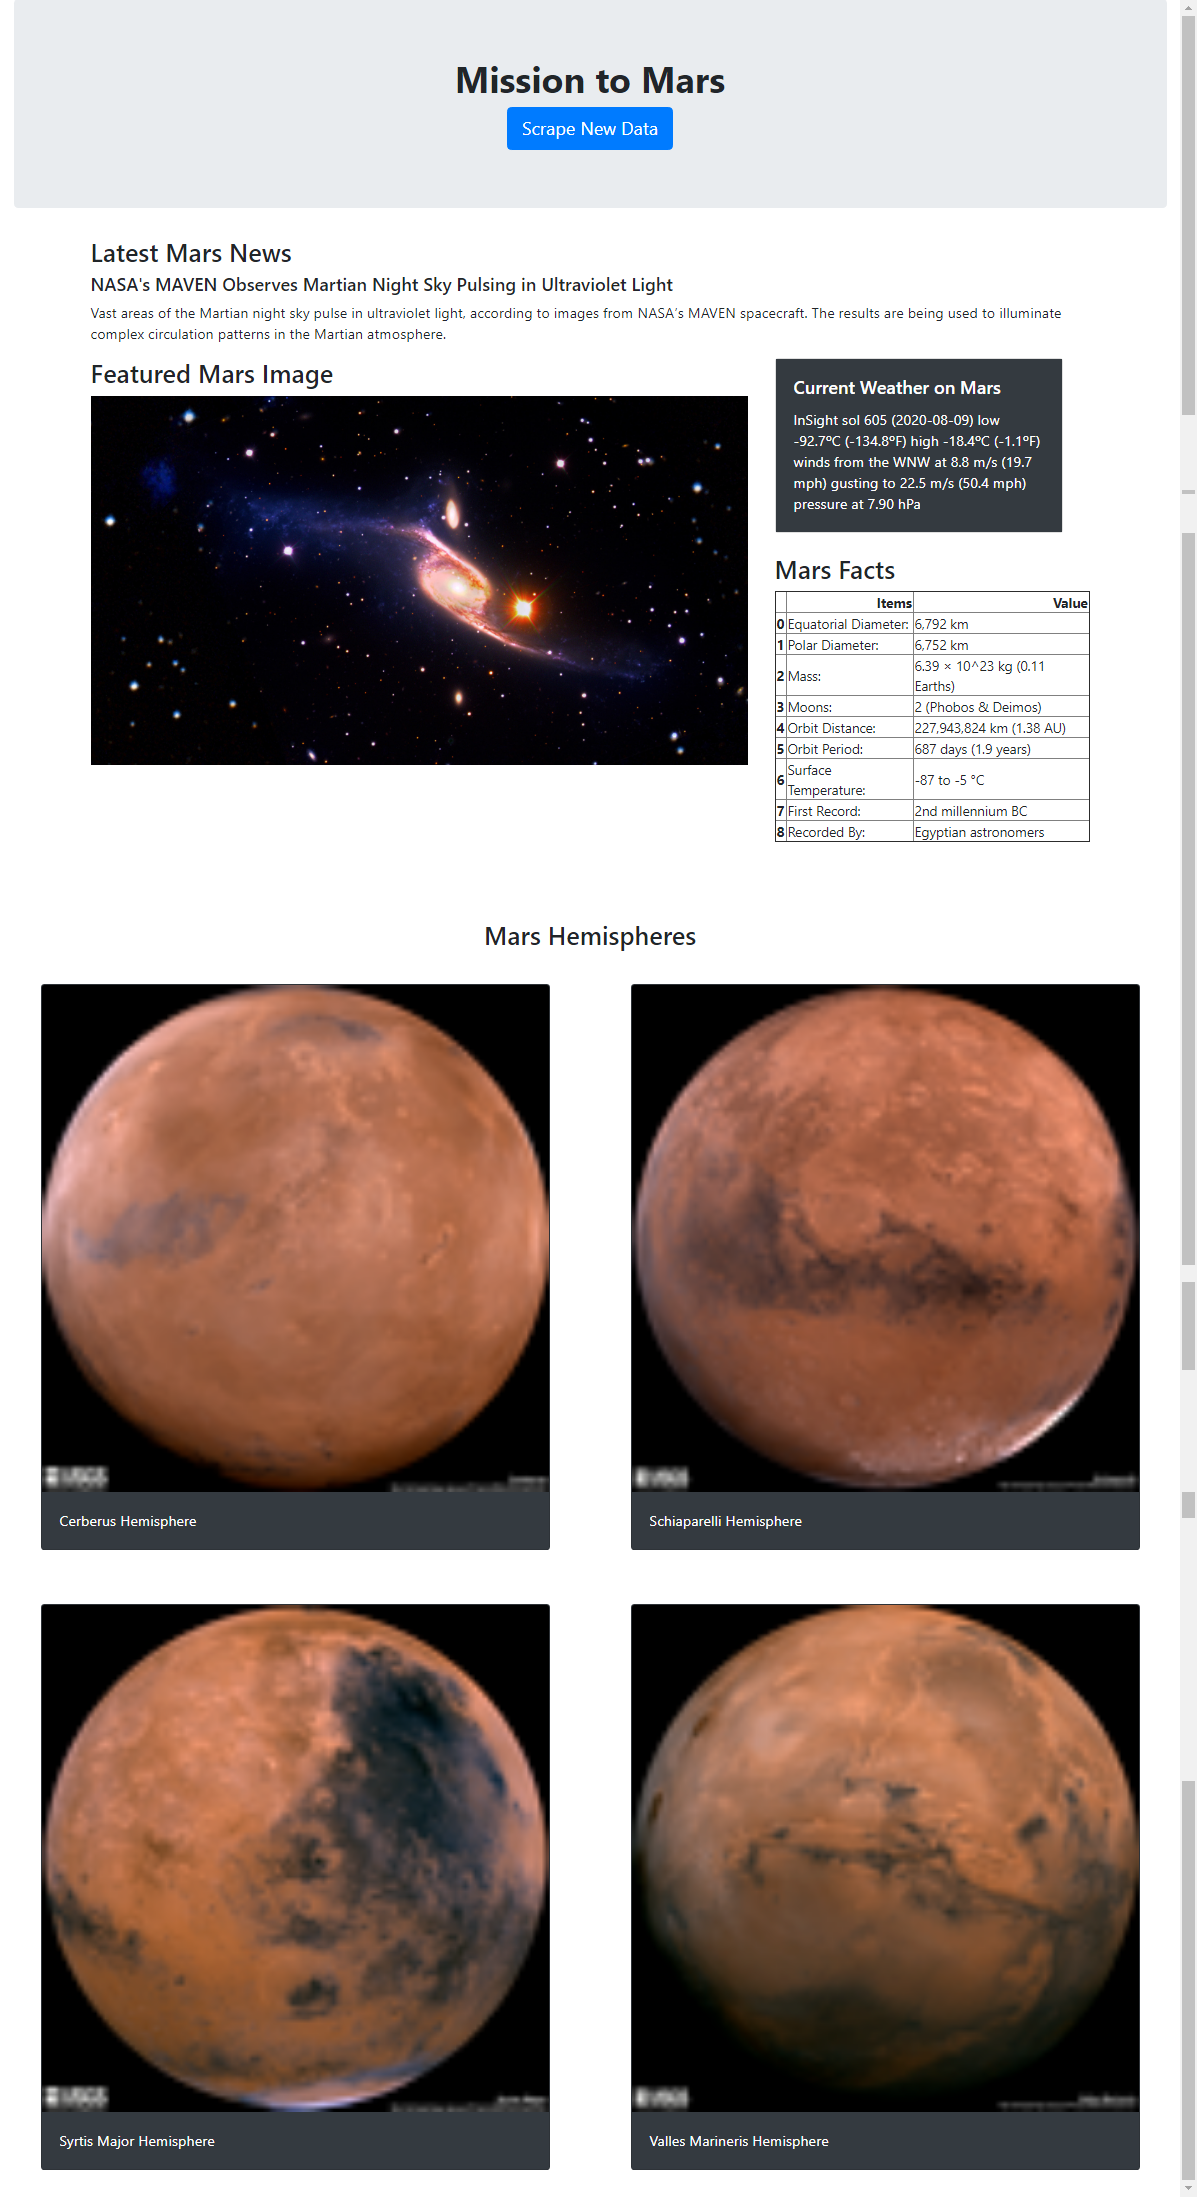 Mission to Mars
Scrape New Data
Latest Mars News
NASA's MAVEN Observes Martian Night Sky Pulsing in Ultraviolet Light
Vast areas of the Martian night sky pulse in ultraviolet light, according to images from NASA’s MAVEN spacecraft. The results are being used to illuminate
complex circulation patterns in the Martian atmosphere.
Featured Mars Image
Current Weather on Mars
InSight sol 605 (2020-08-09) low
-92.7ºC (-134.8ºF) high -18.4ºC (-1.1ºF)
winds from the WNW at 8.8 m/s (19.7
mph) gusting to 22.5 m/s (50.4 mph)
pressure at 7.90 hPa
Mars Facts
Items Value
0 Equatorial Diameter: 6,792 km
1 Polar Diameter: 6,752 km
2 Mass: 6.39 × 10^23 kg (0.11
Earths)
3 Moons: 2 (Phobos & Deimos)
4 Orbit Distance: 227,943,824 km (1.38 AU)
5 Orbit Period: 687 days (1.9 years)
6 Surface
Temperature: -87 to -5 °C
7 First Record: 2nd millennium BC
8 Recorded By: Egyptian astronomers
Mars Hemispheres
USGS
USGS
Cerberus Hemisphere
Schiaparelli Hemisphere
USGS
USGS
Syrtis Major Hemisphere
Valles Marineris Hemisphere